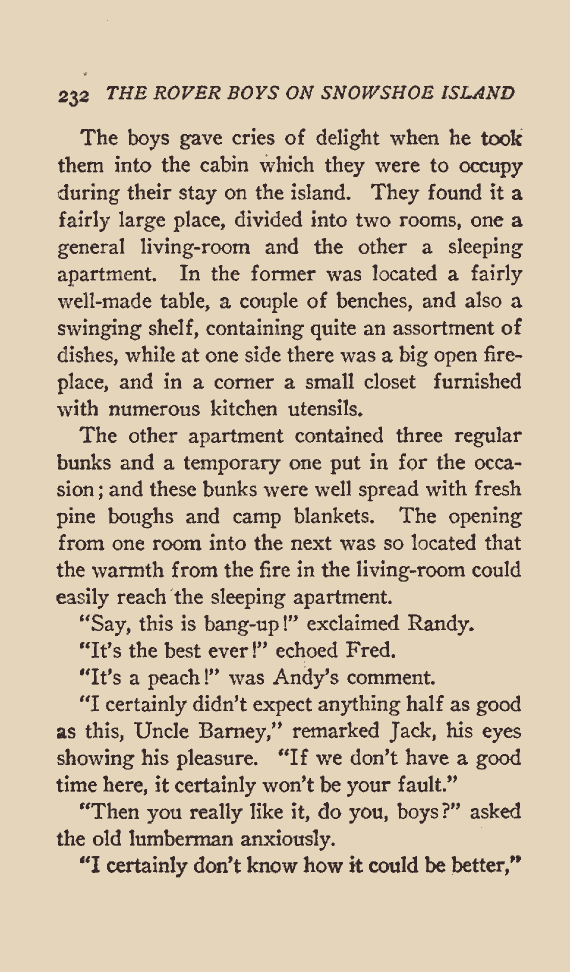 232 THE ROVER BOYS ON SNOWSHOE ISLAND
The boys gave cries of delight when he took
them into the cabin which they were to occupy
during their stay on the island. They found it a
fairly large place, divided into two rooms, one a
general living-room and the other a sleeping
apartment. In the former was located a fairly
well-made table, a couple of benches, and also a
swinging shelf, containing quite an assortment of
dishes, while at one side there was a big open fire-
place, and in a corner a small closet furnished
with numerous kitchen utensils.
The other apartment contained three regular
bunks and a temporary one put in for the occa-
sion; and these bunks were well spread with fresh
pine boughs and camp blankets. The opening
from one room into the next was so located that
the warmth from the fire in the living-room could
easily reach the sleeping apartment.
“Say, this is bang-up!” exclaimed Randy.
“It’s the best ever!” echoed Fred.
“It’s a peach!” was Andy’s comment.
“I certainly didn’t expect anything half as good
as this, Uncle Barney,” remarked Jack, his eyes
showing his pleasure. “If we don’t have a good
time here, it certainly won’t be your fault.”
“Then you really like it, do you, boys?” asked
the old lumberman anxiously.
“I certainly don’t know how it could be better,”